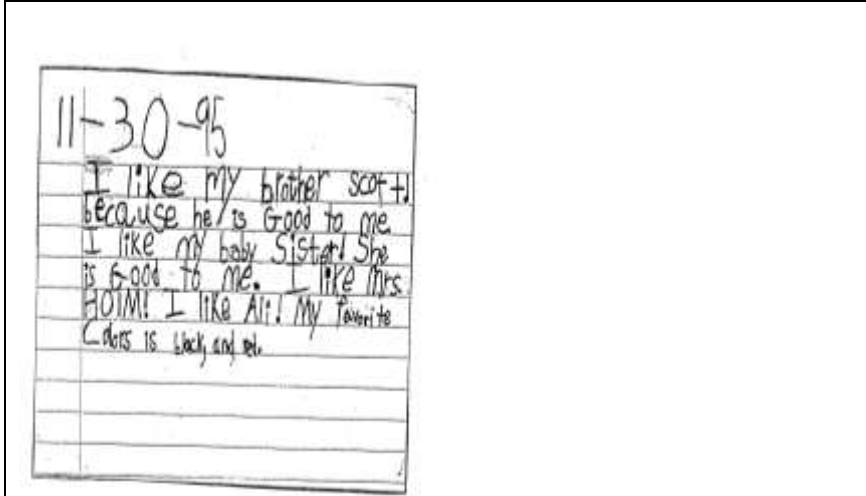 11-30-95
I like my brother scott
because he is Good to me
I like my baby Sister! She
is Good to me. I like Mrs.
HOlM! I like Ali! My favorite
Colors is black, and red.